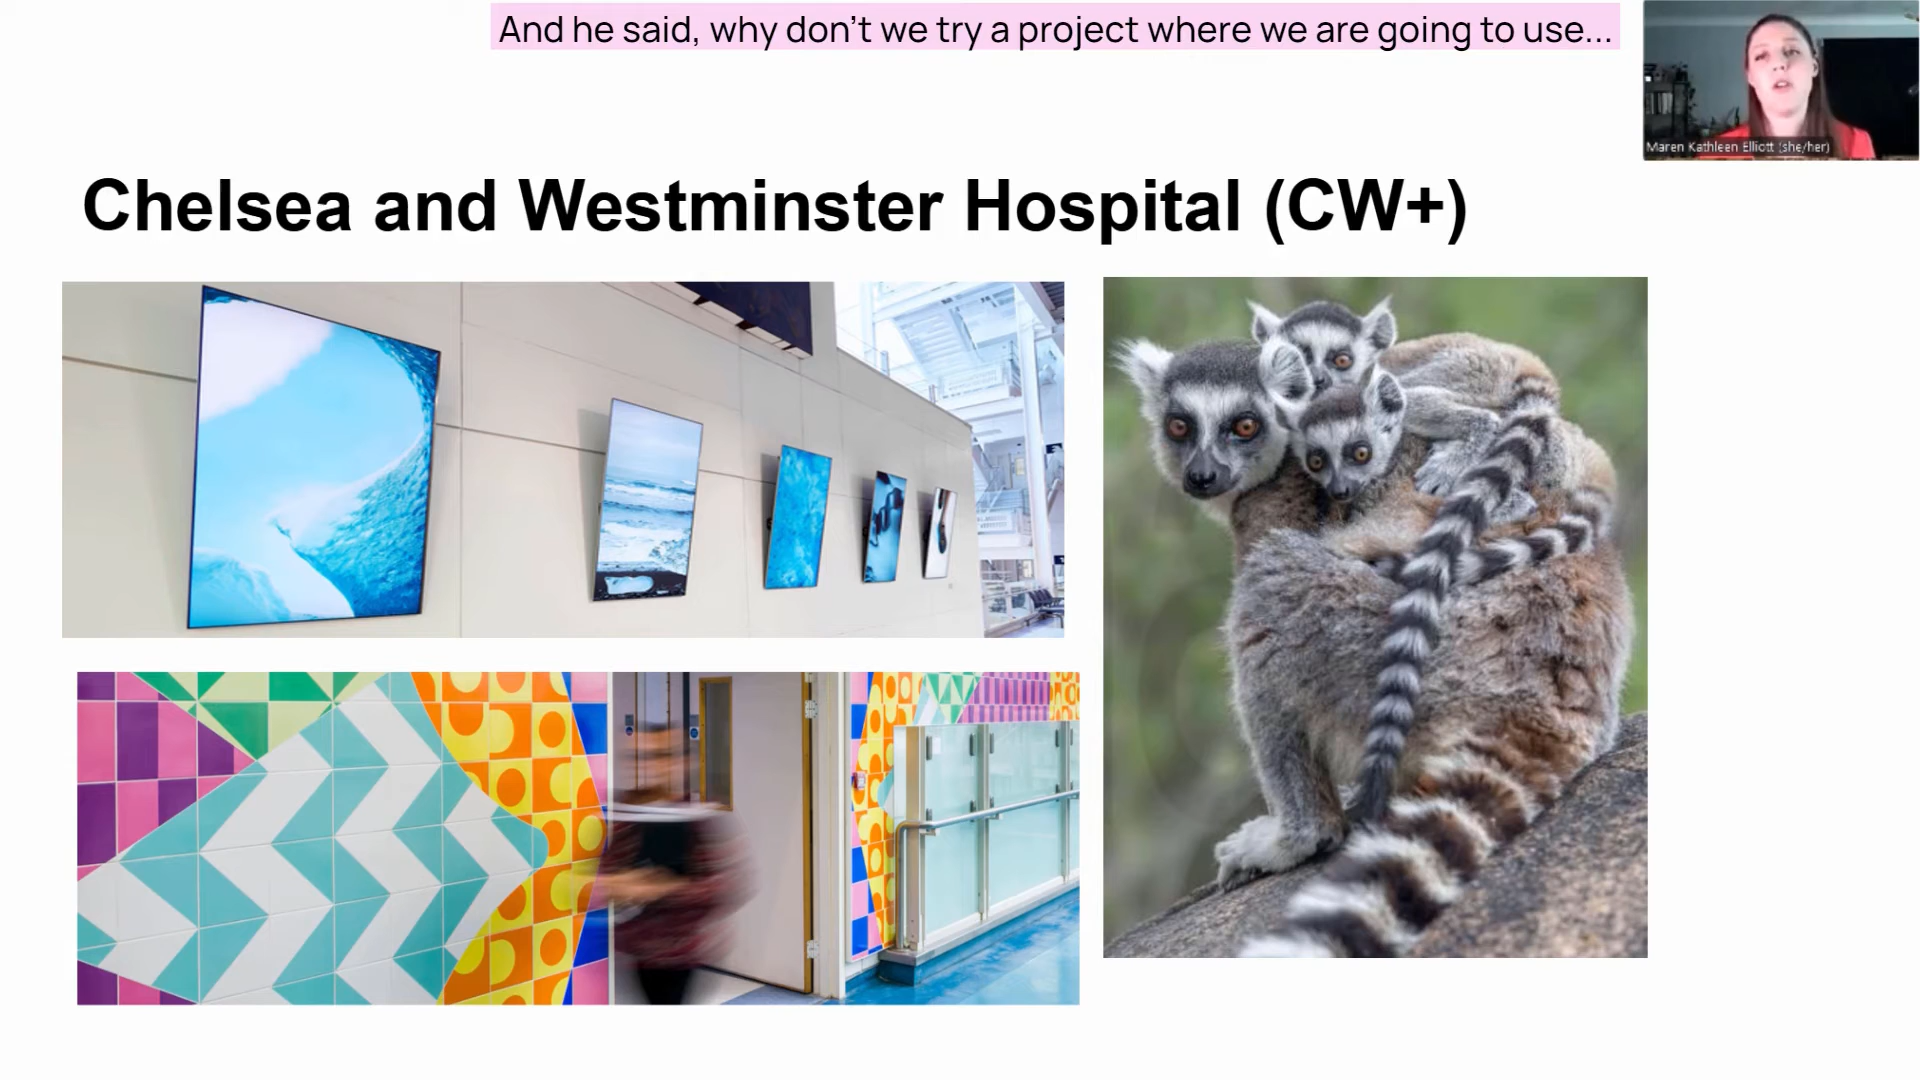 And he said, why don't we try a project where we are going to use...
Maren Kathleen Elliott (she/her)
Chelsea and Westminster Hospital (CW+)